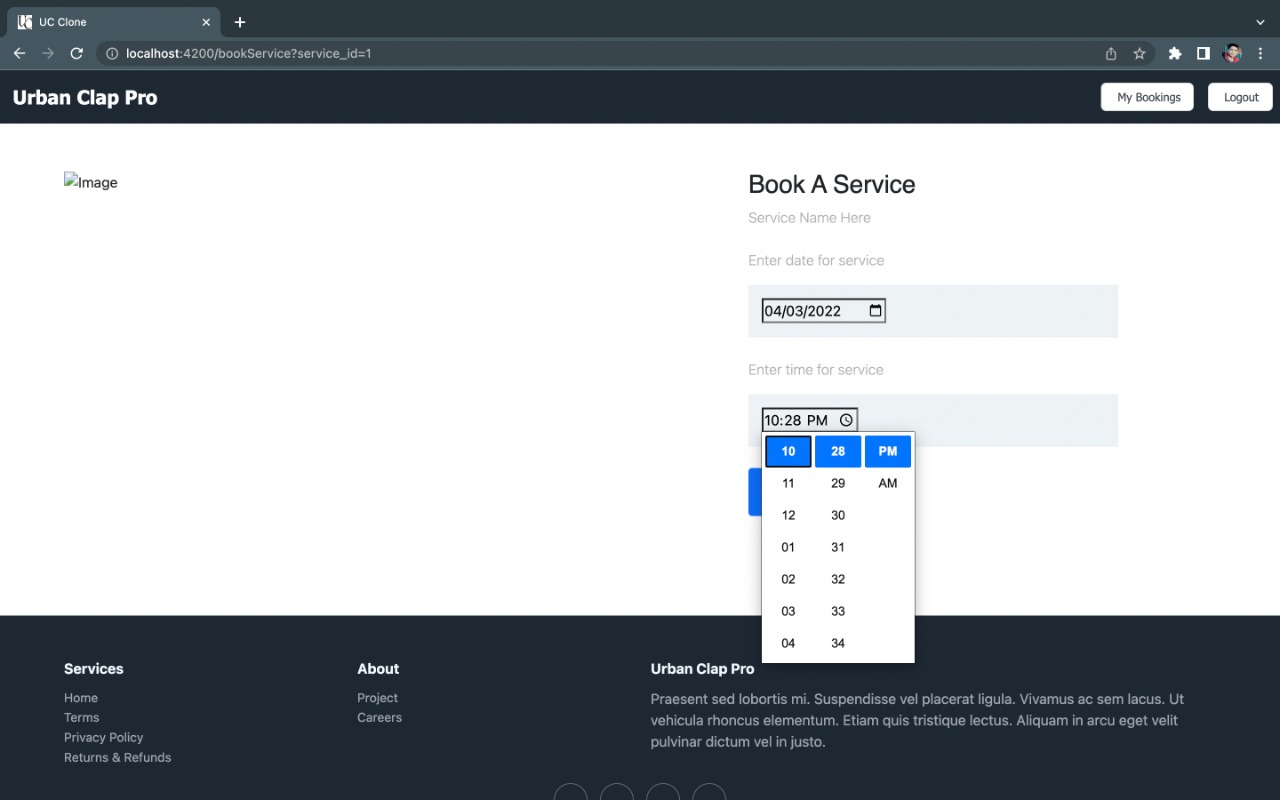 UC Clone
localhost:4200/bookService?service_id=1
Urban Clap Pro
My Bookings
Logout
Image
Book A Service
Service Name Here
Enter date for service
04/03/2022
Enter time for service
10:28 PM
10 28 PM
11 29 AM
12 30
01 31
02 32
03 33
04 34
Services
Home
Terms
Privacy Policy
Returns & Refunds
About
Project
Careers
Urban Clap Pro
Praesent sed lobortis mi. Suspendisse vel placerat ligula. Vivamus ac sem lacus. Ut
vehicula rhoncus elementum. Etiam quis tristique lectus. Aliquam in arcu eget velit
pulvinar dictum vel in justo.